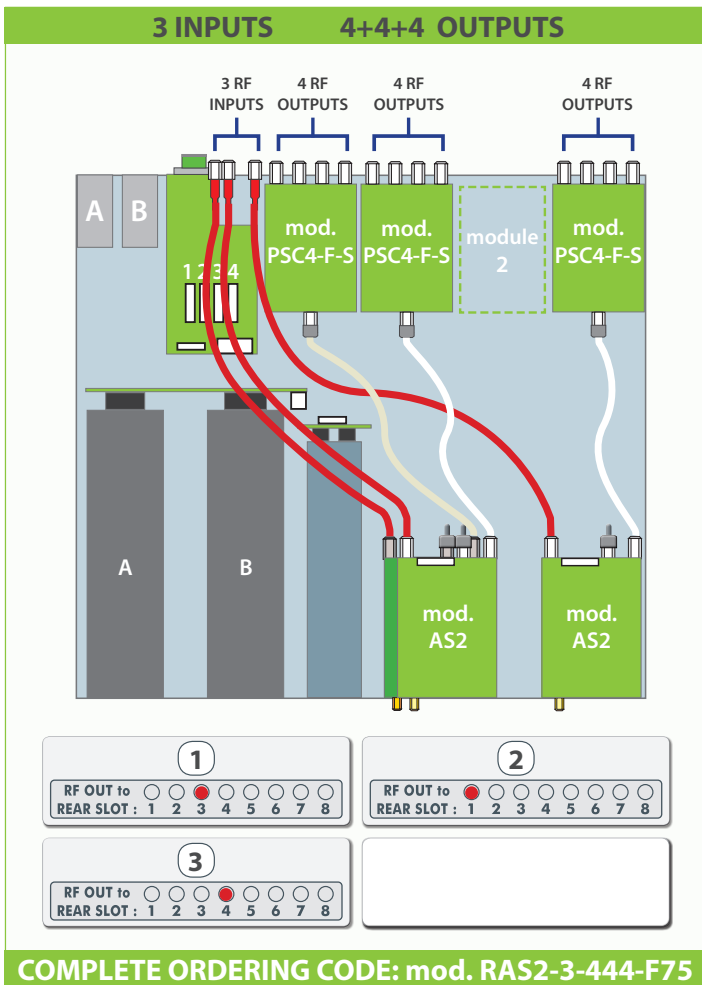 3 INPUTS 4+4+4 OUTPUTS
3 RF INPUTS
4 RF OUTPUTS
4 RF OUTPUTS
4 RF OUTPUTS
A B
1 2 3 4
mod. PSC4-F-S
mod. PSC4-F-S
module 2
mod. PSC4-F-S
A
B
mod. AS2
mod. AS2
1
RF OUT to
REAR SLOT : 1 2 3 4 5 6 7 8
2
RF OUT to
REAR SLOT : 1 2 3 4 5 6 7 8
3
RF OUT to
REAR SLOT : 1 2 3 4 5 6 7 8
COMPLETE ORDERING CODE: mod. RAS2-3-444-F75